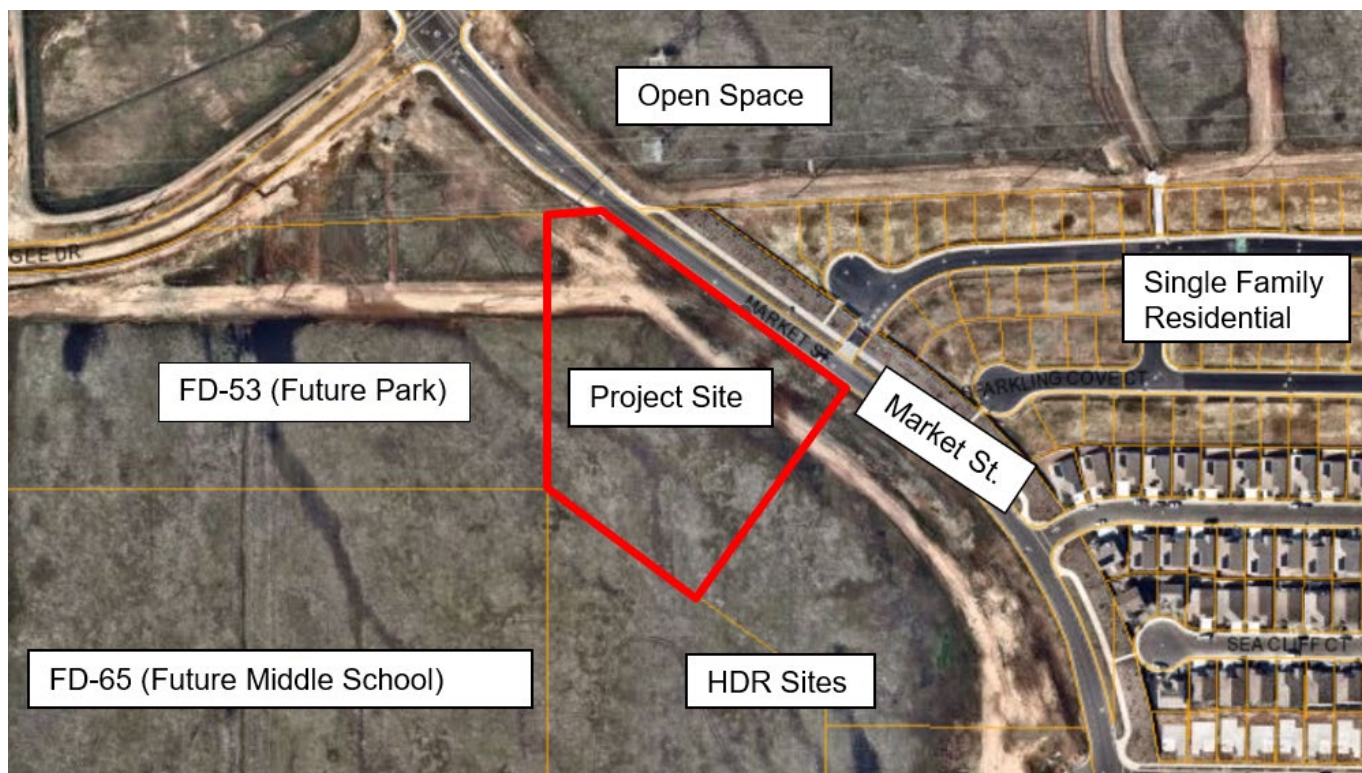 Open Space
GLE DR
Single Family
Residential
MARKET ST
FD-53 (Future Park)
Project Site
SPARKLING COVE CT
Market St.
SEA CLIFF CT
FD-65 (Future Middle School)
HDR Sites